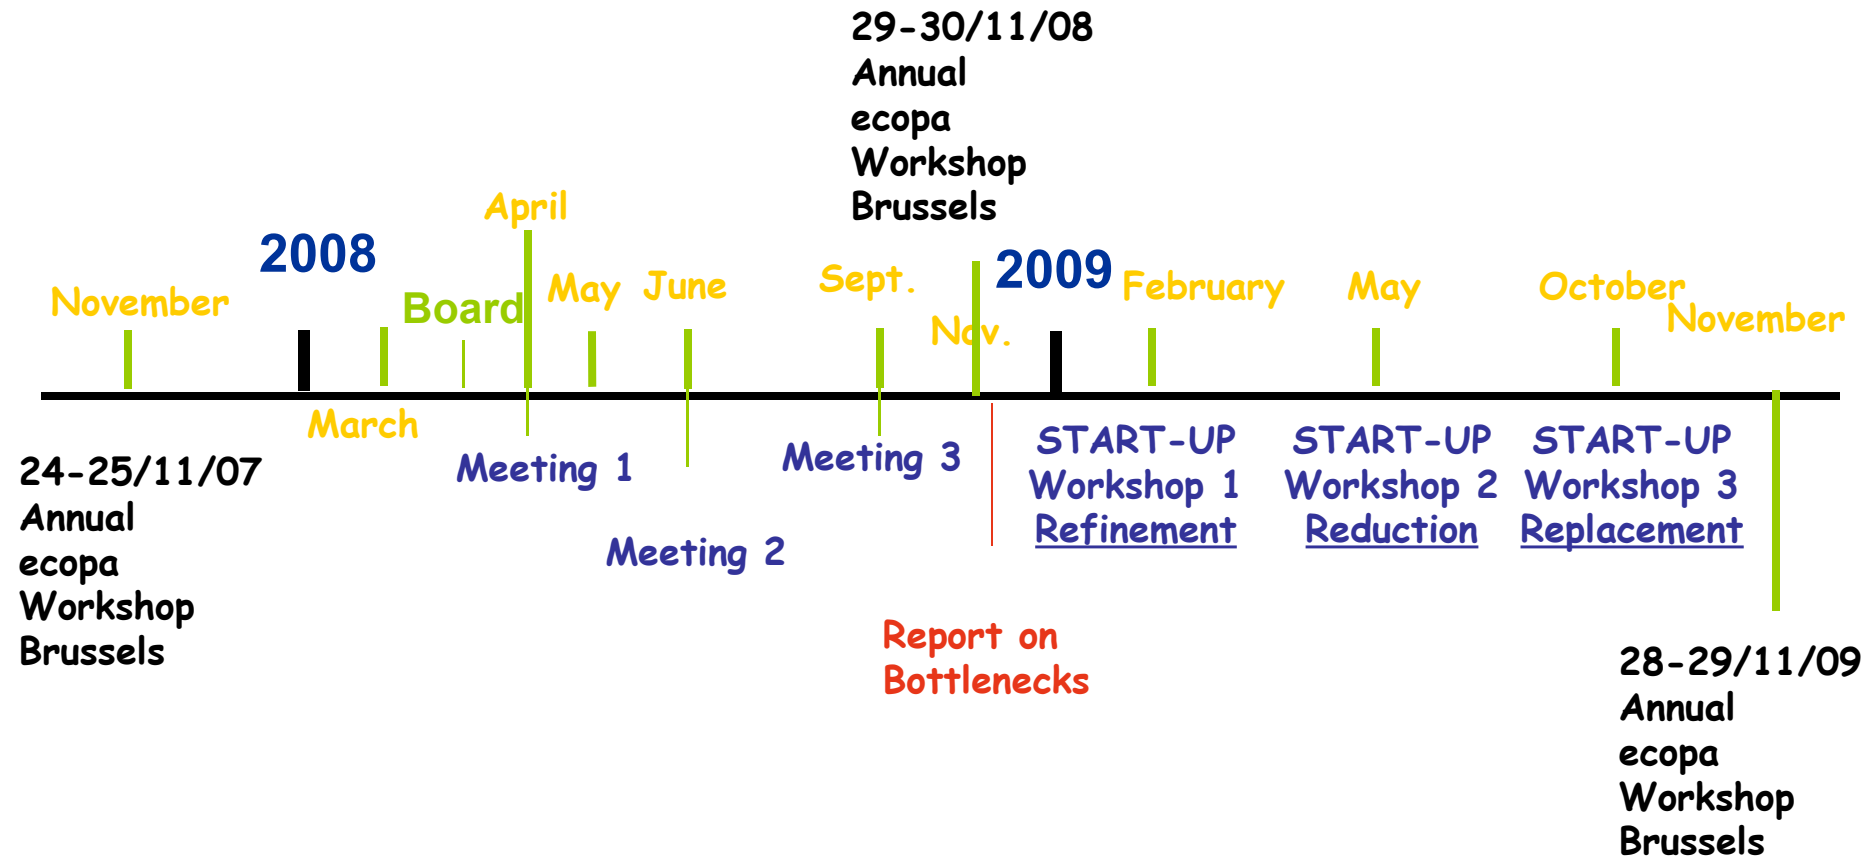 29-30/11/08
Annual
ecopa
Workshop
Brussels
April
2008
2009
November
Board
May
June
Sept.
Nov.
February
May
October
November
March
24-25/11/07
Annual
ecopa
Workshop
Brussels
Meeting 1
Meeting 2
Meeting 3
START-UP
Workshop 1
Refinement
START-UP
Workshop 2
Reduction
START-UP
Workshop 3
Replacement
Report on
Bottlenecks
28-29/11/09
Annual
ecopa
Workshop
Brussels